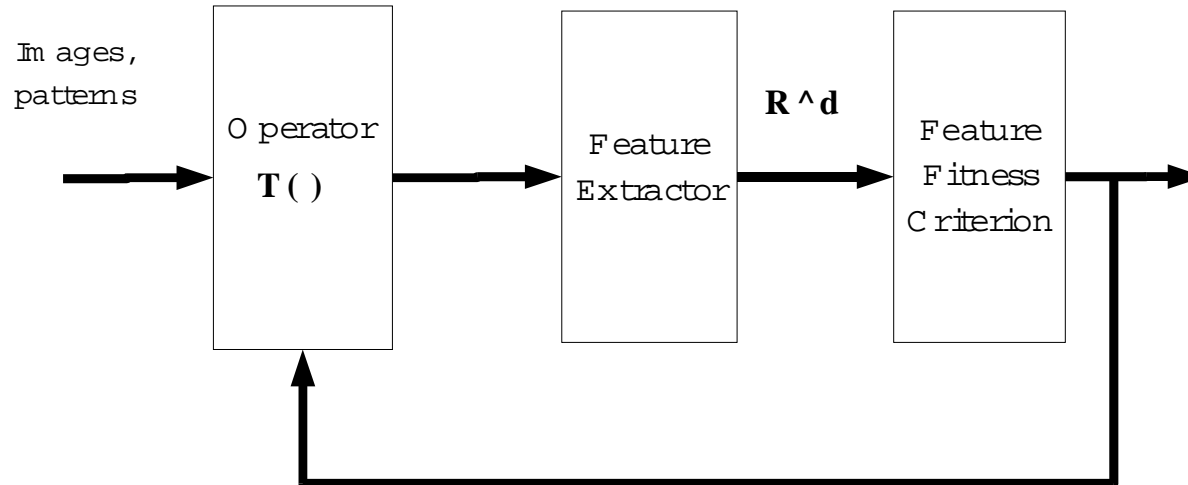 Images,
patterns
Operator
T ( )
Feature
Extractor
R ^ d
Feature
Fitness
Criterion